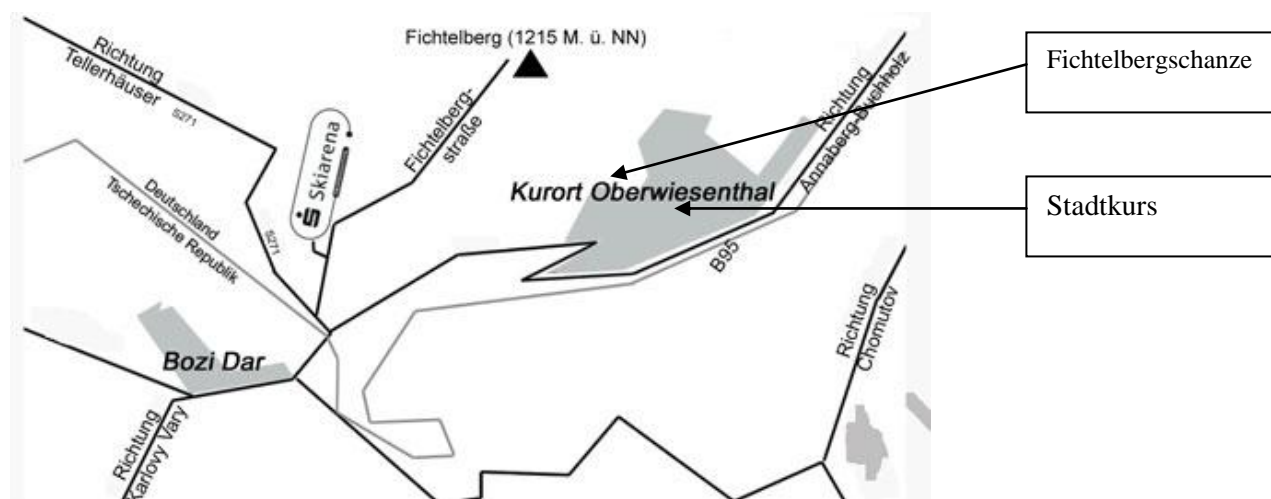 Fichtelberg (1215 M. ü. NN)
Richtung
Tellerhäuser
S271
Skiarena
Fichtelberg-
straße
Richtung
Annaberg-Buchholz
Fichtelbergschanze
Kurort Oberwiesenthal
Stadtkurs
Deutschland
Tschechische Republik
S271
B95
Bozi Dar
Richtung
Chomutov
Richtung
Karlovy Vary